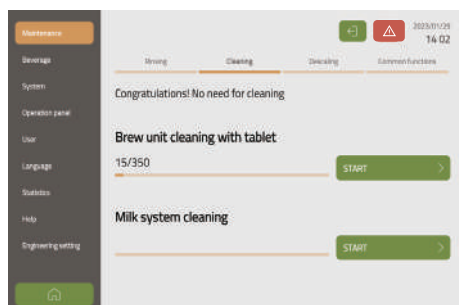 Maintenance
Beverage
System
Operation panel
User
Language
Statistics
Help
Engineering setting
2023/01/29
14 02
Rinsing
Cleaning
Descaling
Common functions
Congratulations! No need for cleaning
Brew unit cleaning with tablet
15/350
START
Milk system cleaning
START